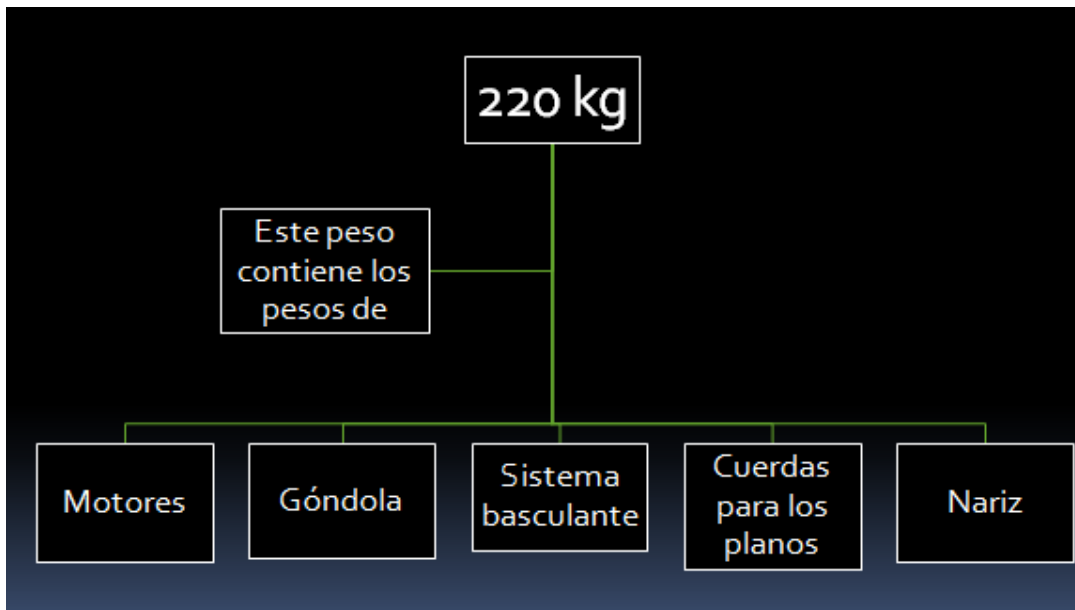 220 kg
Este peso
contiene los
pesos de
Motores
Góndola
Sistema
basculante
Cuerdas
para los
planos
Nariz